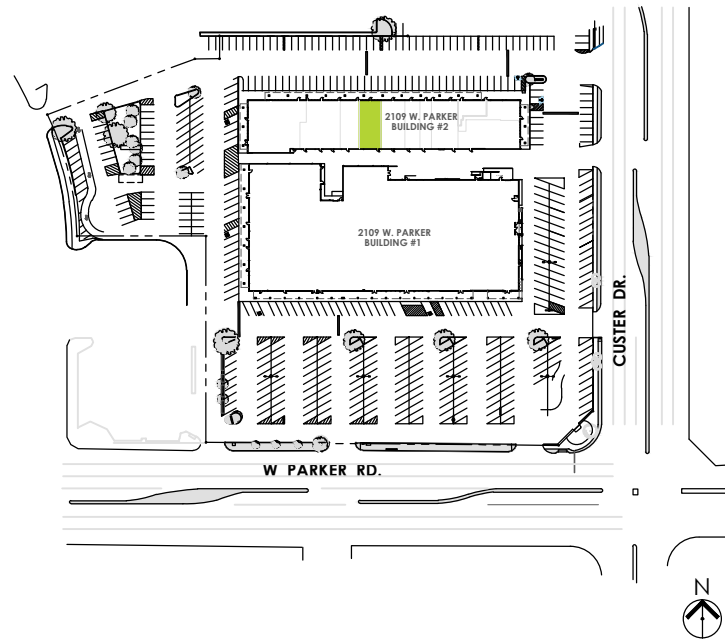 2109 W. PARKER
BUILDING #2
2109 W. PARKER
BUILDING #1
CUSTER DR.
W PARKER RD.
N